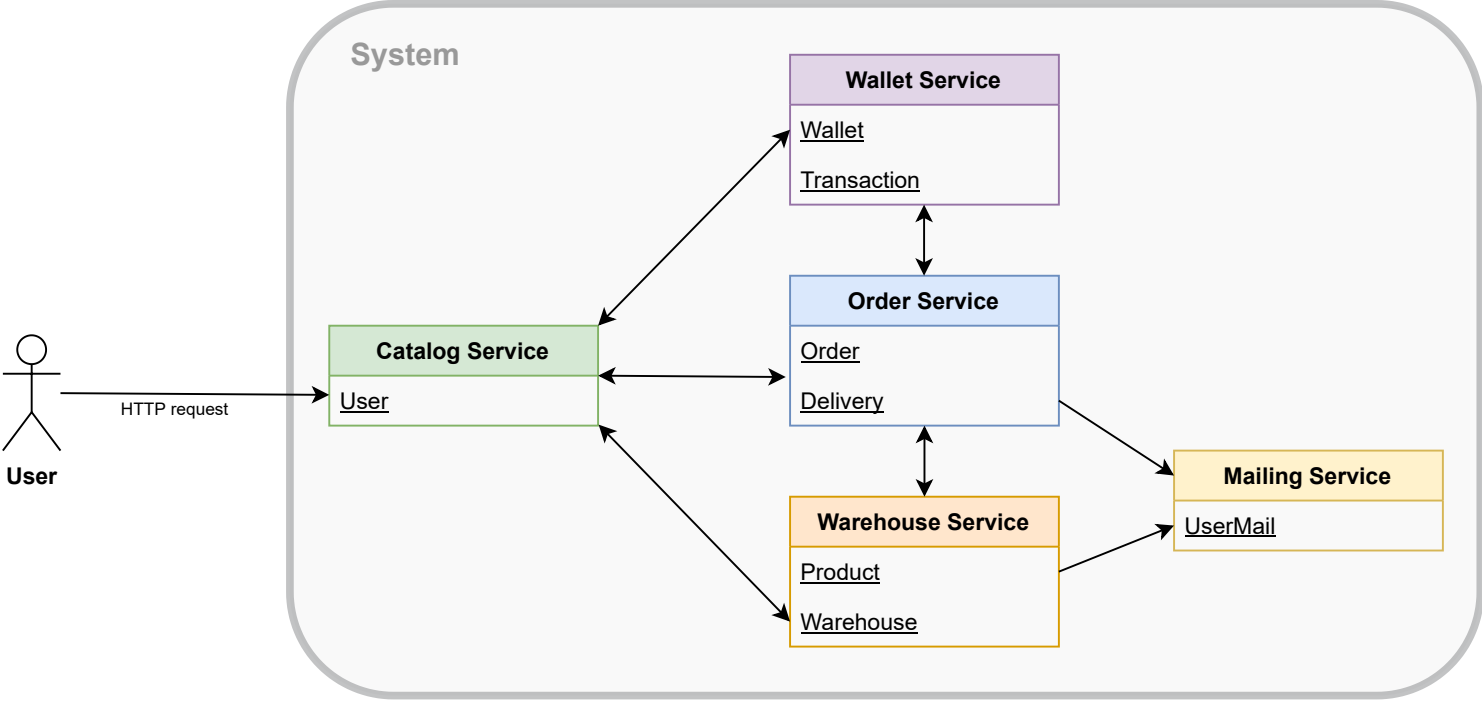 System
Wallet Service
Wallet
Transaction
Order Service
Order
Delivery
Catalog Service
User
HTTP request
User
Warehouse Service
Product
Warehouse
Mailing Service
UserMail